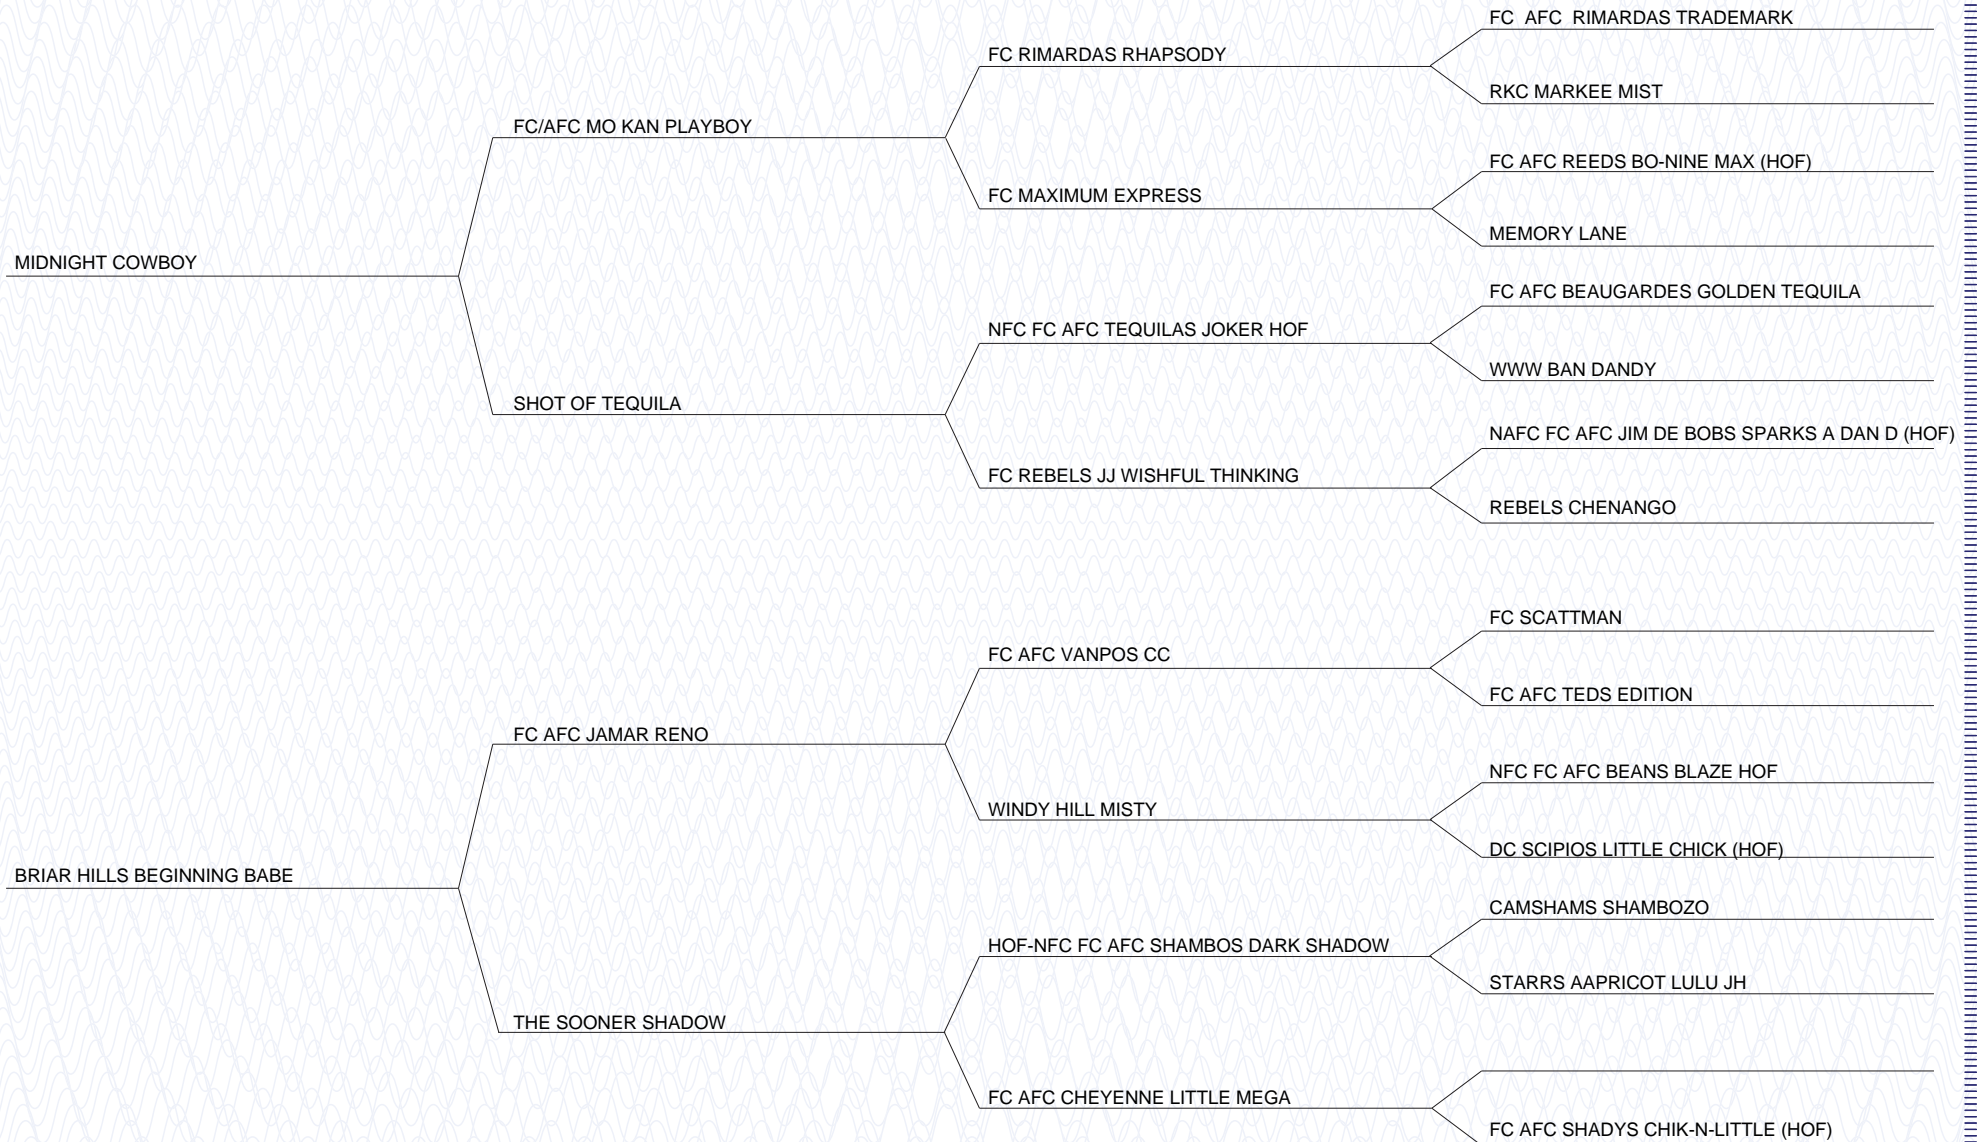 FC  AFC  RIMARDAS TRADEMARK
FC RIMARDAS RHAPSODY
RKC MARKEE MIST
FC/AFC MO KAN PLAYBOY
FC AFC REEDS BO-NINE MAX (HOF)
FC MAXIMUM EXPRESS
MEMORY LANE
MIDNIGHT COWBOY
FC AFC BEAUGARDES GOLDEN TEQUILA
NFC FC AFC TEQUILAS JOKER HOF
WWW BAN DANDY
SHOT OF TEQUILA
NAFC FC AFC JIM DE BOBS SPARKS A DAN D (HOF)
FC REBELS JJ WISHFUL THINKING
REBELS CHENANGO
FC SCATTMAN
FC AFC VANPOS CC
FC AFC TEDS EDITION
FC AFC JAMAR RENO
NFC FC AFC BEANS BLAZE HOF
WINDY HILL MISTY
DC SCIPIOS LITTLE CHICK (HOF)
BRIAR HILLS BEGINNING BABE
CAMSHAMS SHAMBOZO
HOF-NFC FC AFC SHAMBOS DARK SHADOW
STARRS AAPRICOT LULU JH
THE SOONER SHADOW
FC AFC CHEYENNE LITTLE MEGA
FC AFC SHADYS CHIK-N-LITTLE (HOF)